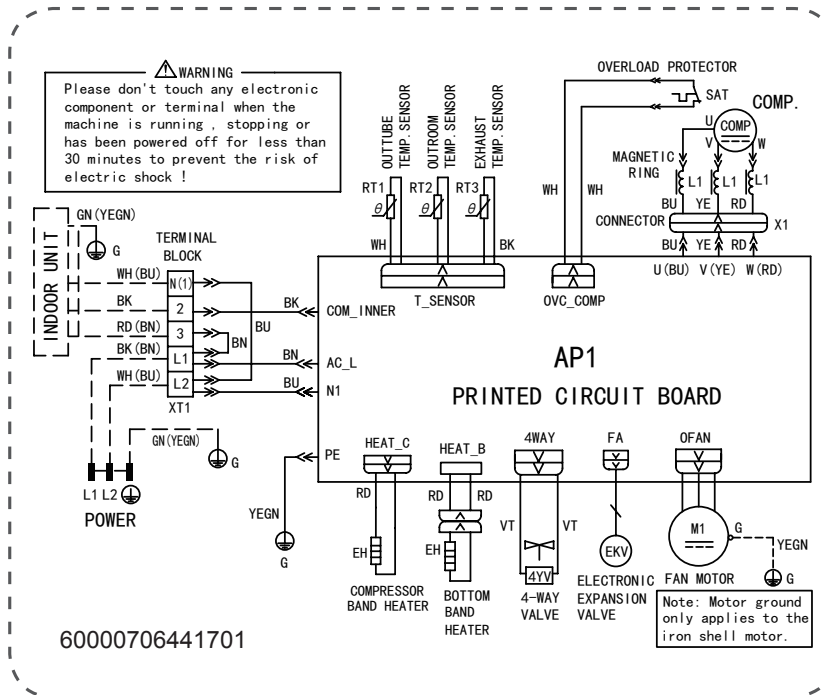 WARNING
Please don't touch any electronic
component or terminal when the
machine is running , stopping or
has been powered off for less than
30 minutes to prevent the risk of
electric shock !
OUTTUBE
TEMP. SENSOR
OUTROOM
TEMP. SENSOR
EXHAUST
TEMP. SENSOR
RT1
RT2
RT3
θ
θ
θ
WH
BK
OVERLOAD PROTECTOR
SAT
WH
WH
COMP.
COMP
U
V
W
MAGNETIC
RING
L1
L1
L1
BU
YE
RD
CONNECTOR
X1
BU
YE
RD
U(BU)
V(YE)
W(RD)
INDOOR UNIT
GN(YEGN)
G
TERMINAL
BLOCK
WH(BU)
N(1)
BK
2
RD(BN)
3
BK(BN)
L1
WH(BU)
L2
XT1
BU
BN
BK
BN
BU
GN(YEGN)
G
L1
L2
POWER
T_SENSOR
OVC_COMP
COM_INNER
AC_L
N1
PE
AP1
PRINTED CIRCUIT BOARD
YEGN
G
HEAT_C
HEAT_B
4WAY
FA
OFAN
RD
EH
COMPRESSOR
BAND HEATER
RD
RD
EH
BOTTOM
BAND
HEATER
VT
VT
4YV
4-WAY
VALVE
EKV
ELECTRONIC
EXPANSION
VALVE
M1
G
YEGN
G
FAN MOTOR
Note: Motor ground
only applies to the
iron shell motor.
60000706441701